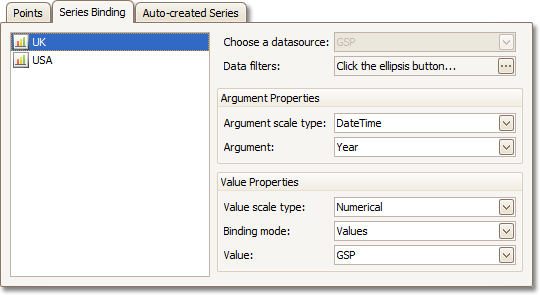 Points Series Binding Auto-created Series
UK
USA
Choose a datasource: GSP
Data filters: Click the ellipsis button...
Argument Properties
Argument scale type: DateTime
Argument: Year
Value Properties
Value scale type: Numerical
Binding mode: Values
Value: GSP